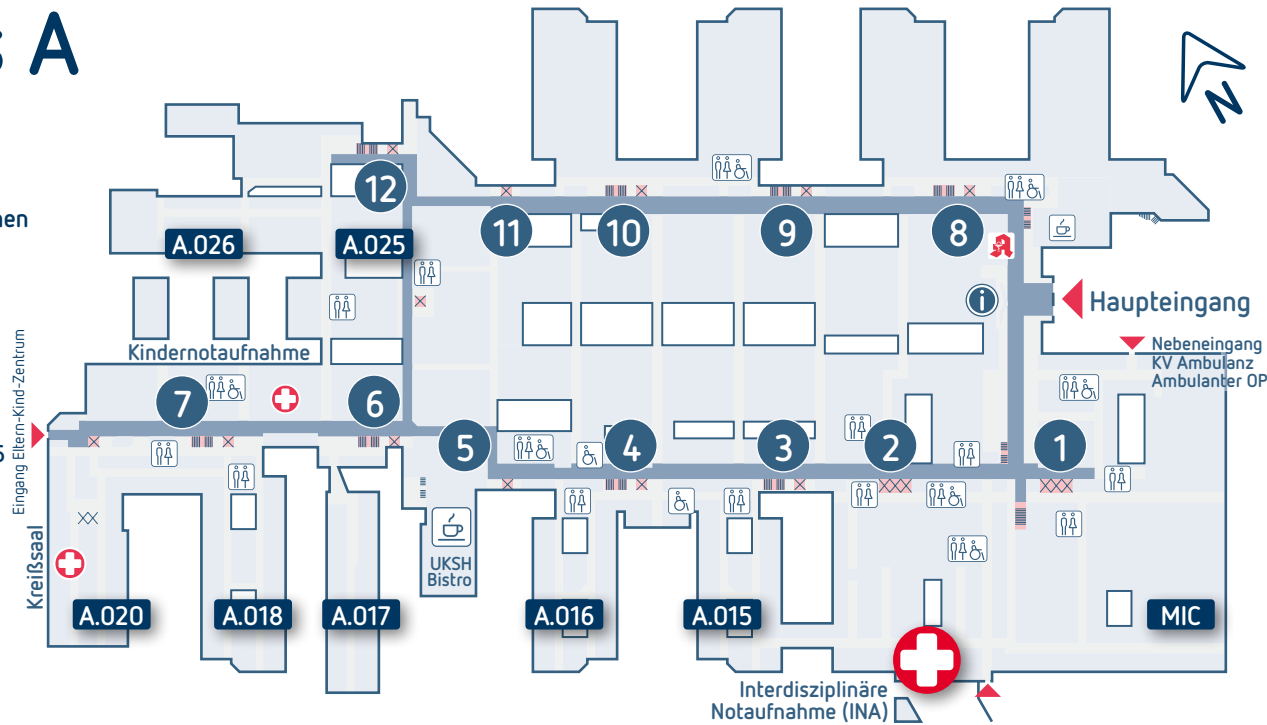 A
nen
12
11
10
9
8
A.026
A.025
i
Haupteingang
Nebeneingang
KV Ambulanz
Ambulanter OP
Kindernotaufnahme
7
6
5
4
3
2
1
Eingang Eltern-Kind-Zentrum
Kreißsaal
UKSH
Bistro
A.020
A.018
A.017
A.016
A.015
MIC
Interdisziplinäre
Notaufnahme (INA)
N